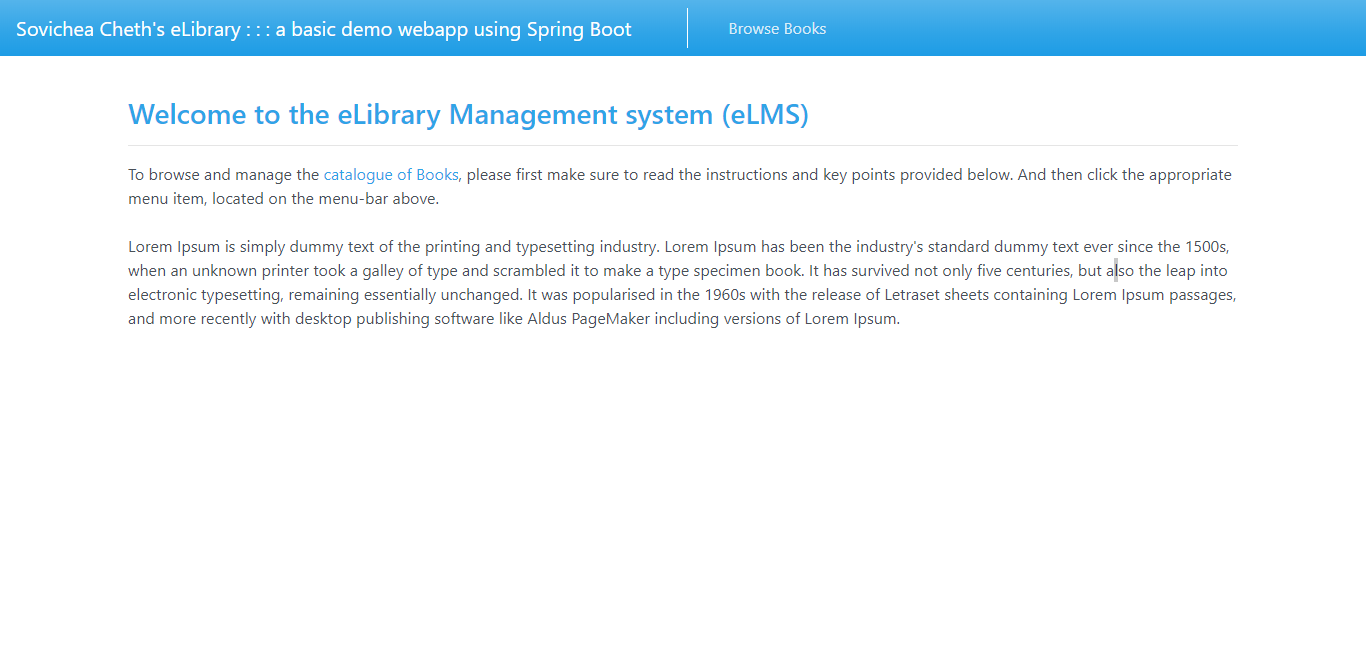 Sovichea Cheth's eLibrary : : : a basic demo webapp using Spring Boot
Browse Books
Welcome to the eLibrary Management system (eLMS)
To browse and manage the catalogue of Books, please first make sure to read the instructions and key points provided below. And then click the appropriate
menu item, located on the menu-bar above.
Lorem Ipsum is simply dummy text of the printing and typesetting industry. Lorem Ipsum has been the industry's standard dummy text ever since the 1500s,
when an unknown printer took a galley of type and scrambled it to make a type specimen book. It has survived not only five centuries, but also the leap into
electronic typesetting, remaining essentially unchanged. It was popularised in the 1960s with the release of Letraset sheets containing Lorem Ipsum passages,
and more recently with desktop publishing software like Aldus PageMaker including versions of Lorem Ipsum.